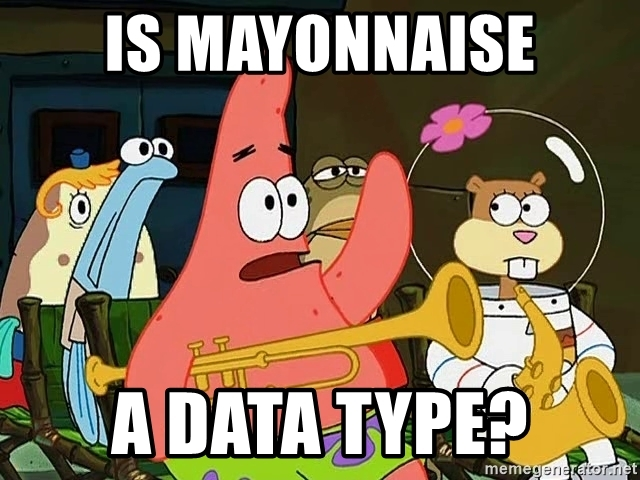 IS MAYONNAISE
A DATA TYPE?
memegenerator.net